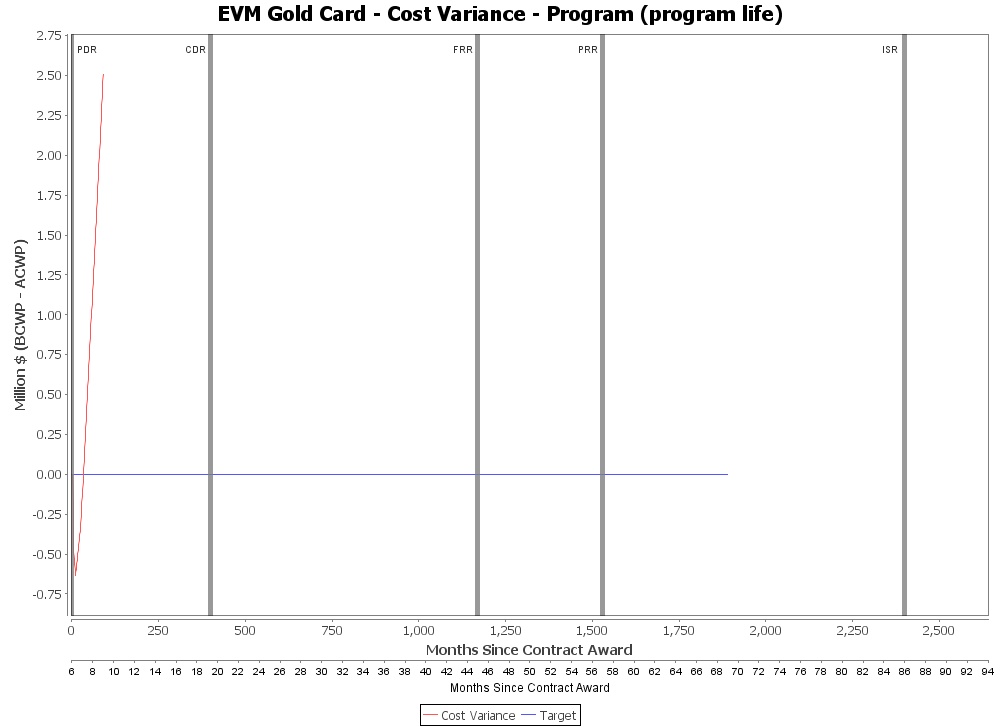 EVM Gold Card - Cost Variance - Program (program life)
2.75
2.50
2.25
2.00
1.75
1.50
1.25
1.00
0.75
0.50
0.25
0.00
-0.25
-0.50
-0.75
Million $ (BCWP - ACWP)
PDR CDR FRR PRR ISR
0 250 500 750 1,000 1,250 1,500 1,750 2,000 2,250 2,500
Months Since Contract Award
6 8 10 12 14 16 18 20 22 24 26 28 30 32 34 36 38 40 42 44 46 48 50 52 54 56 58 60 62 64 66 68 70 72 74 76 78 80 82 84 86 88 90 92 94
Months Since Contract Award
Cost Variance Target